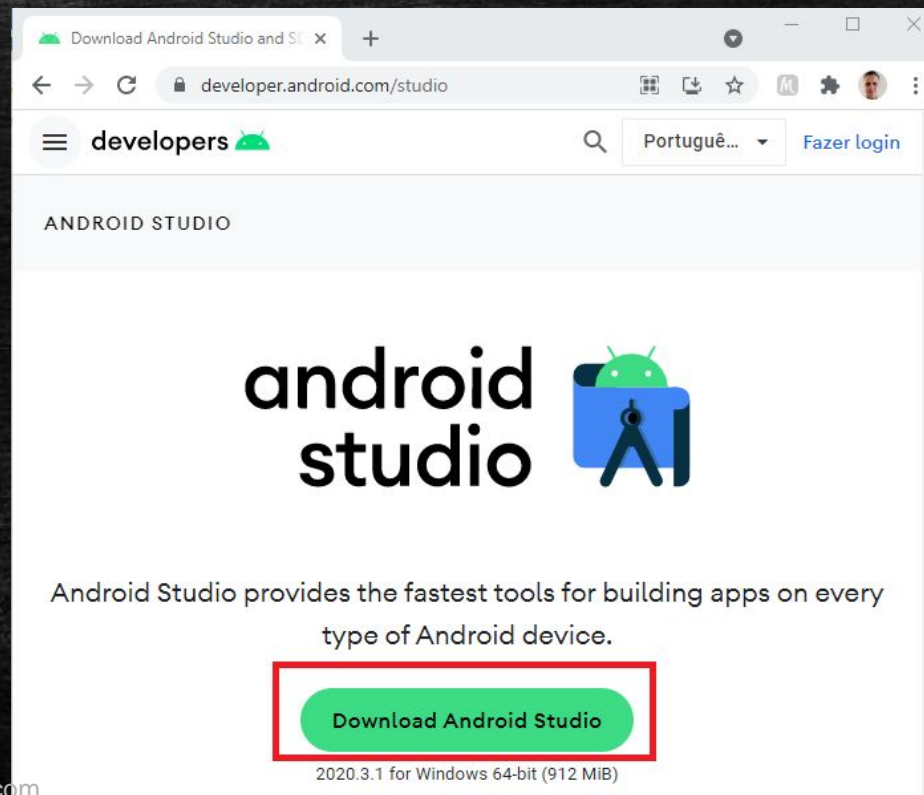 Download Android Studio and S
developer.android.com/studio
developers
Portuguê...
Fazer login
ANDROID STUDIO
android
studio
Android Studio provides the fastest tools for building apps on every
type of Android device.
Download Android Studio
2020.3.1 for Windows 64-bit (912 MiB)
com